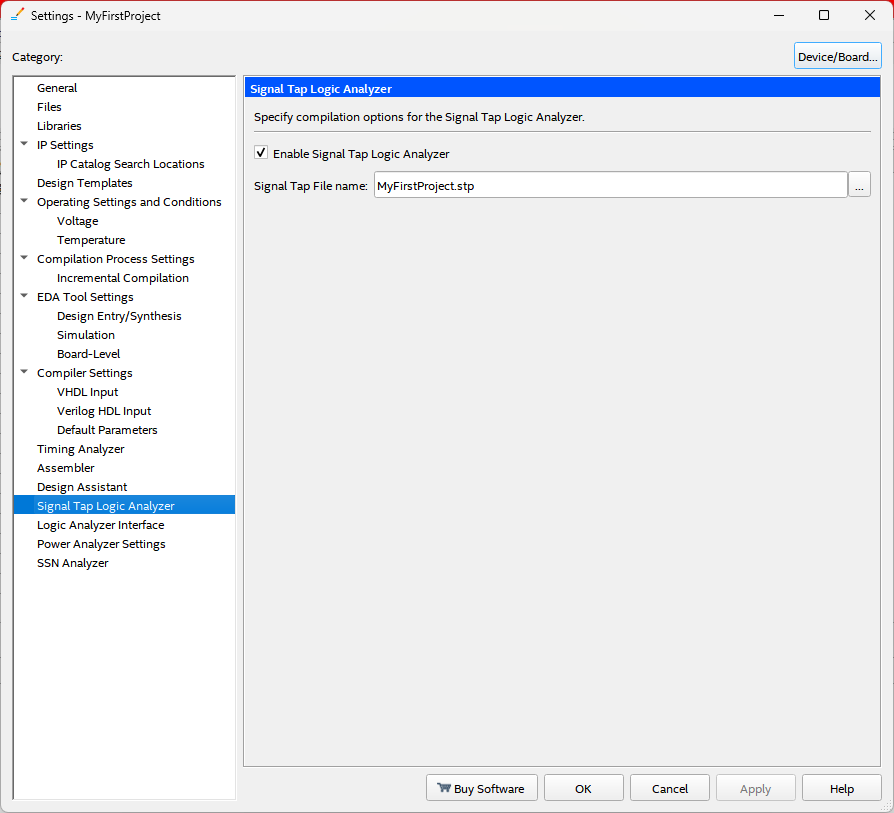 Settings - MyFirstProject
Category:
Device/Board...
General
Files
Libraries
IP Settings
IP Catalog Search Locations
Design Templates
Operating Settings and Conditions
Voltage
Temperature
Compilation Process Settings
Incremental Compilation
EDA Tool Settings
Design Entry/Synthesis
Simulation
Board-Level
Compiler Settings
VHDL Input
Verilog HDL Input
Default Parameters
Timing Analyzer
Assembler
Design Assistant
Signal Tap Logic Analyzer
Logic Analyzer Interface
Power Analyzer Settings
SSN Analyzer
Signal Tap Logic Analyzer
Specify compilation options for the Signal Tap Logic Analyzer.
Enable Signal Tap Logic Analyzer
Signal Tap File name: MyFirstProject.stp ...
Buy Software OK Cancel Apply Help